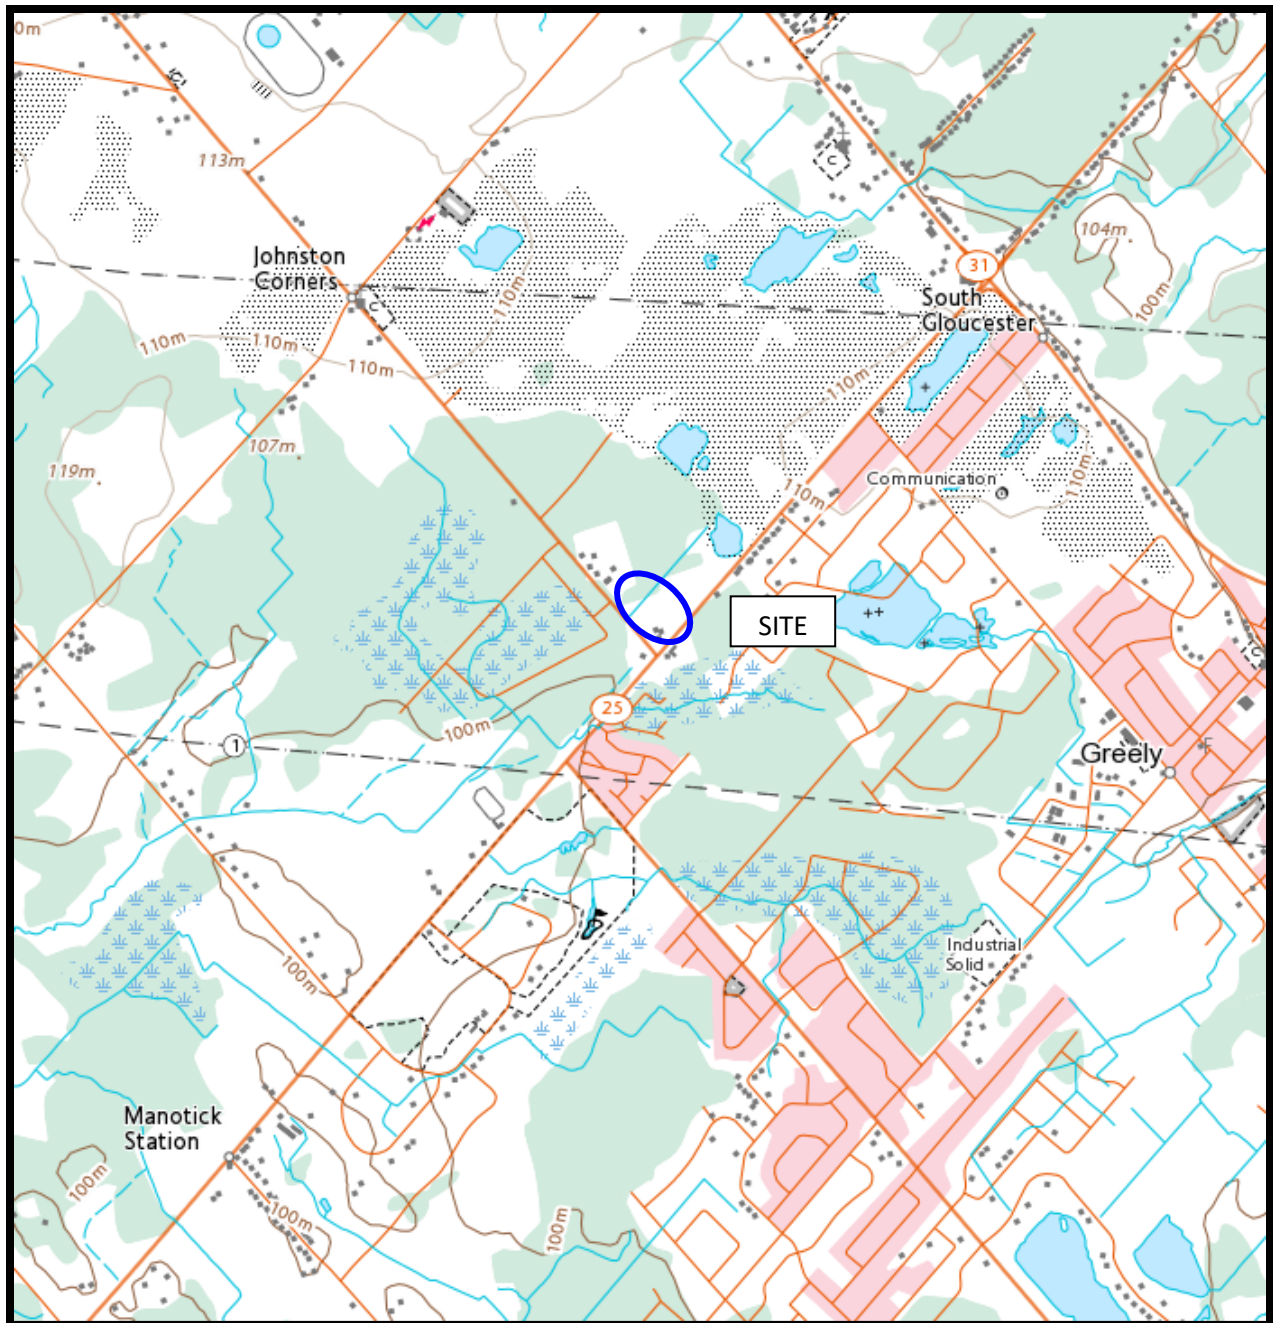 0m
113m
C
Johnston
Corners
C
31
104m.
South
Gloucester
100m
110m
110m
110m
110m
110m
107m.
119m.
Communication
110m
110m
SITE
25
100m
1
Greely
F
C
Industrial
Solid
100m
Manotick
Station
100m
100m
100m